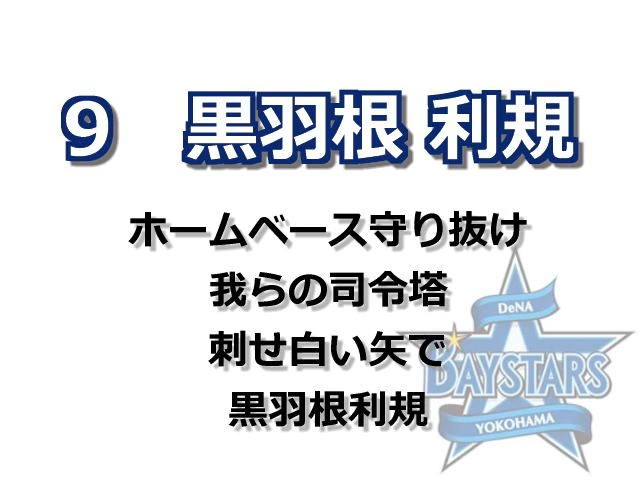 9　黒羽根 利規
ホームベース守り抜け
我らの司令塔
刺せ白い矢で
黒羽根利規
DeNA
BAYSTARS
YOKOHAMA